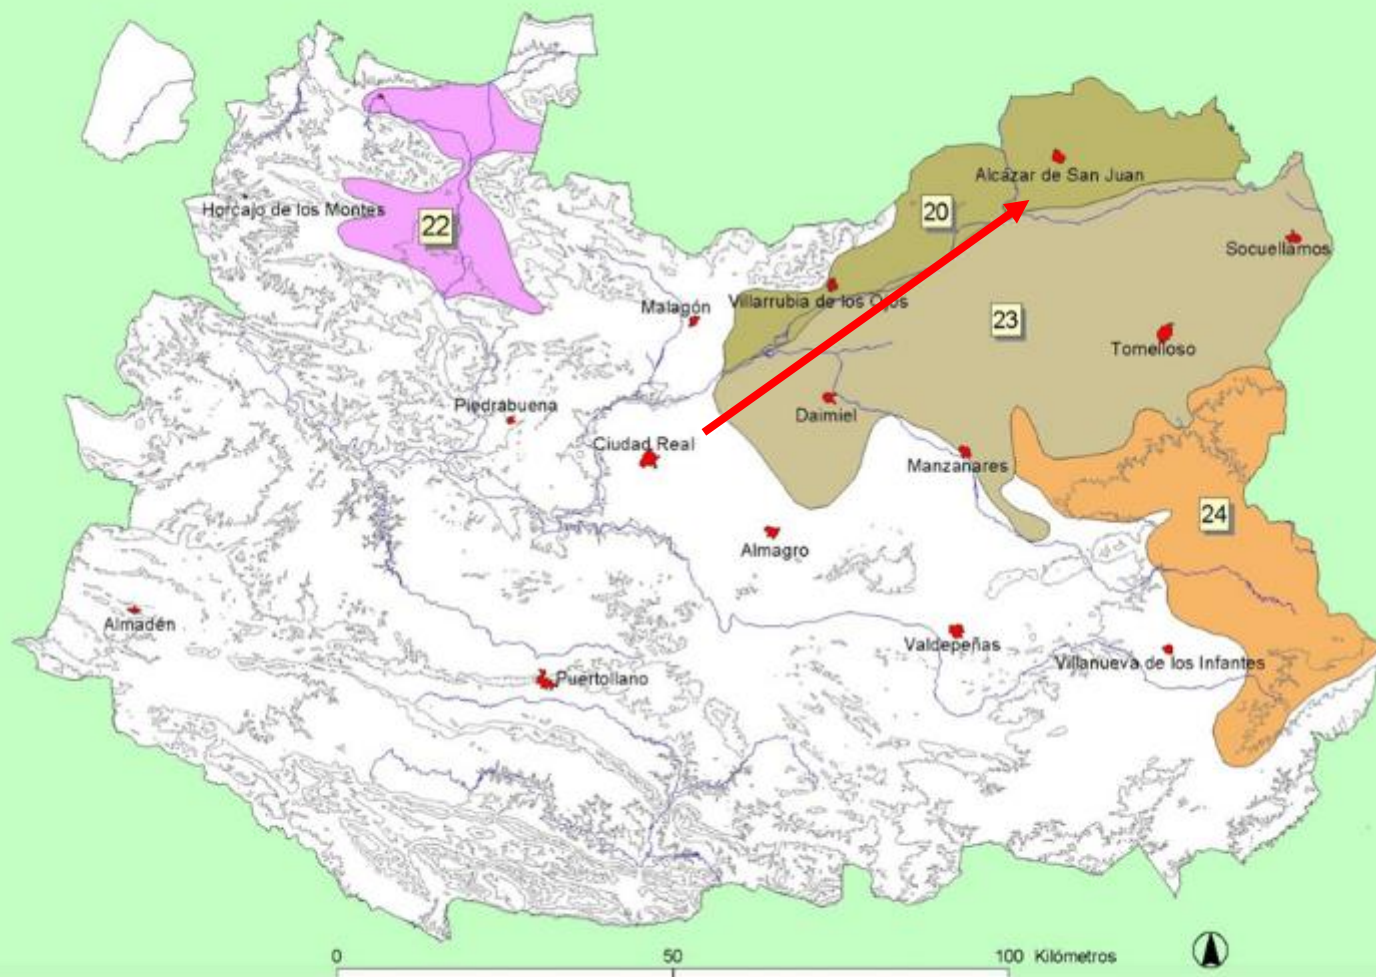 Alcázar de San Juan
Horcajo de los Montes
22
20
Socuellamos
Malagón
Villarrubia de los Ojos
23
Tomelloso
Piedrabuena
Daimiel
Ciudad Real
Manzanares
24
Almagro
Almadén
Valdepeñas
Villanueva de los Infantes
Puertollano
0 50 100 Kilómetros